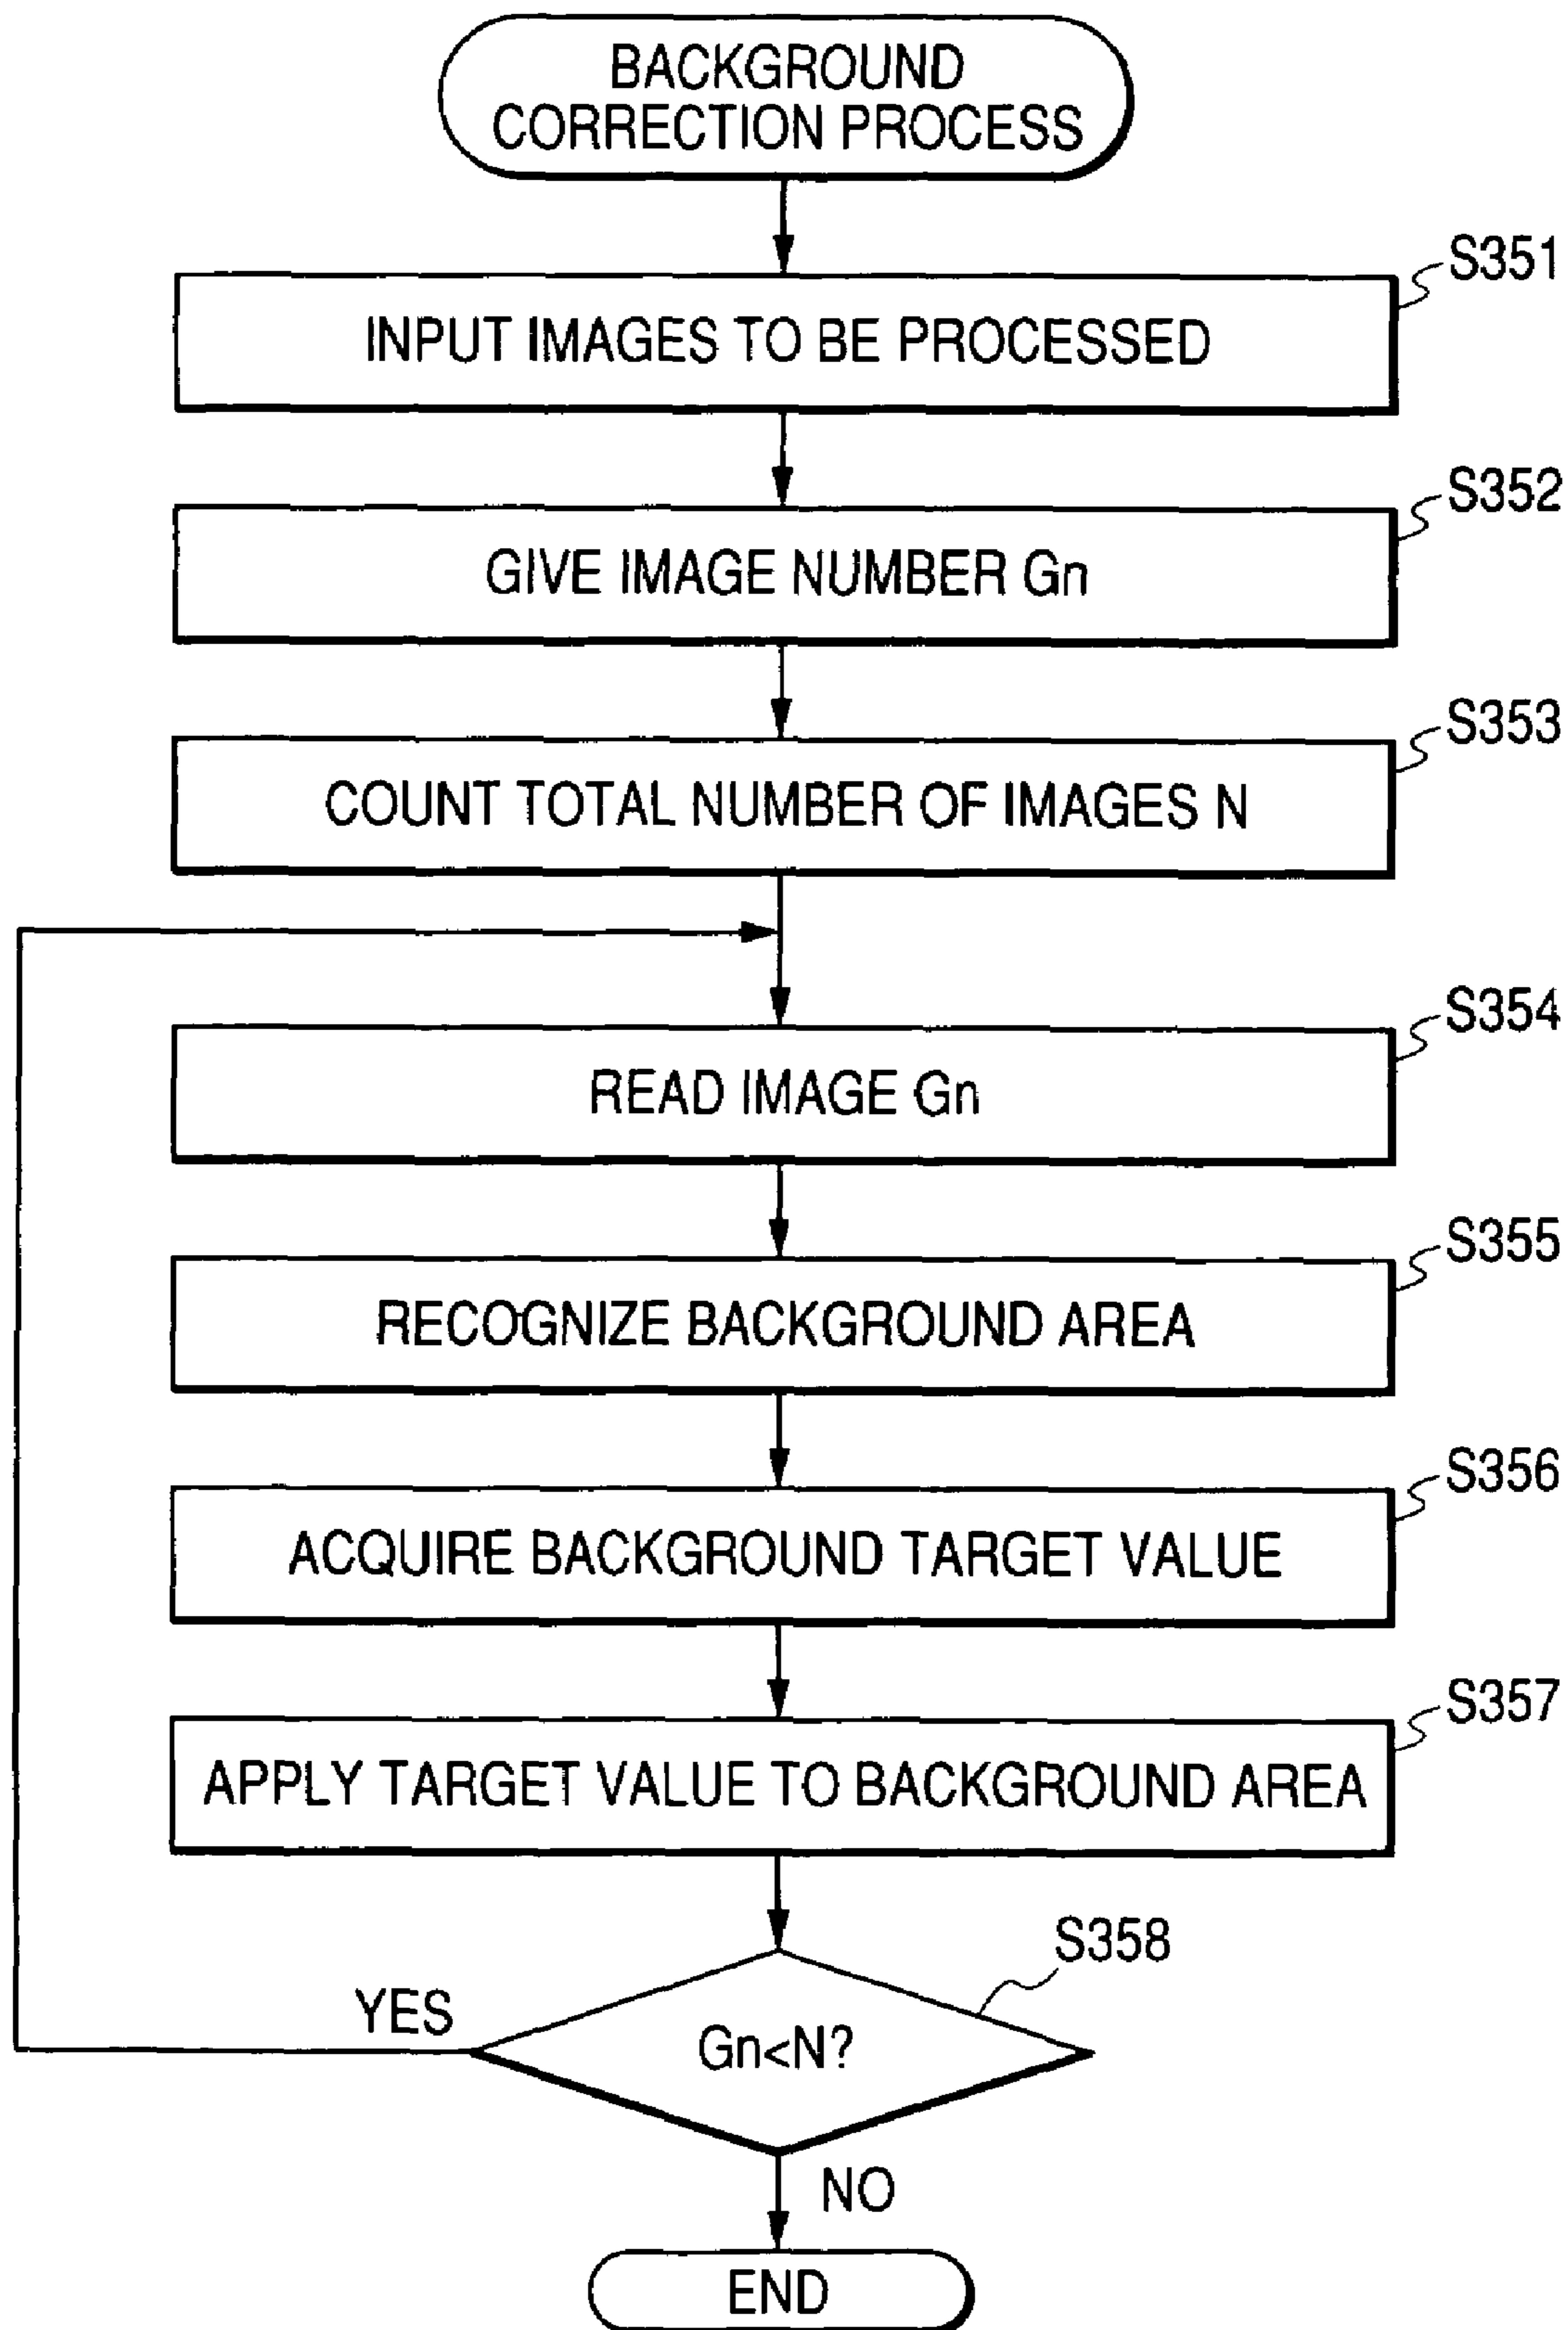 BACKGROUND
CORRECTION PROCESS
S351
INPUT IMAGES TO BE PROCESSED
S352
GIVE IMAGE NUMBER Gn
S353
COUNT TOTAL NUMBER OF IMAGES N
S354
READ IMAGE Gn
S355
RECOGNIZE BACKGROUND AREA
S356
ACQUIRE BACKGROUND TARGET VALUE
S357
APPLY TARGET VALUE TO BACKGROUND AREA
S358
YES
Gn<N?
NO
END